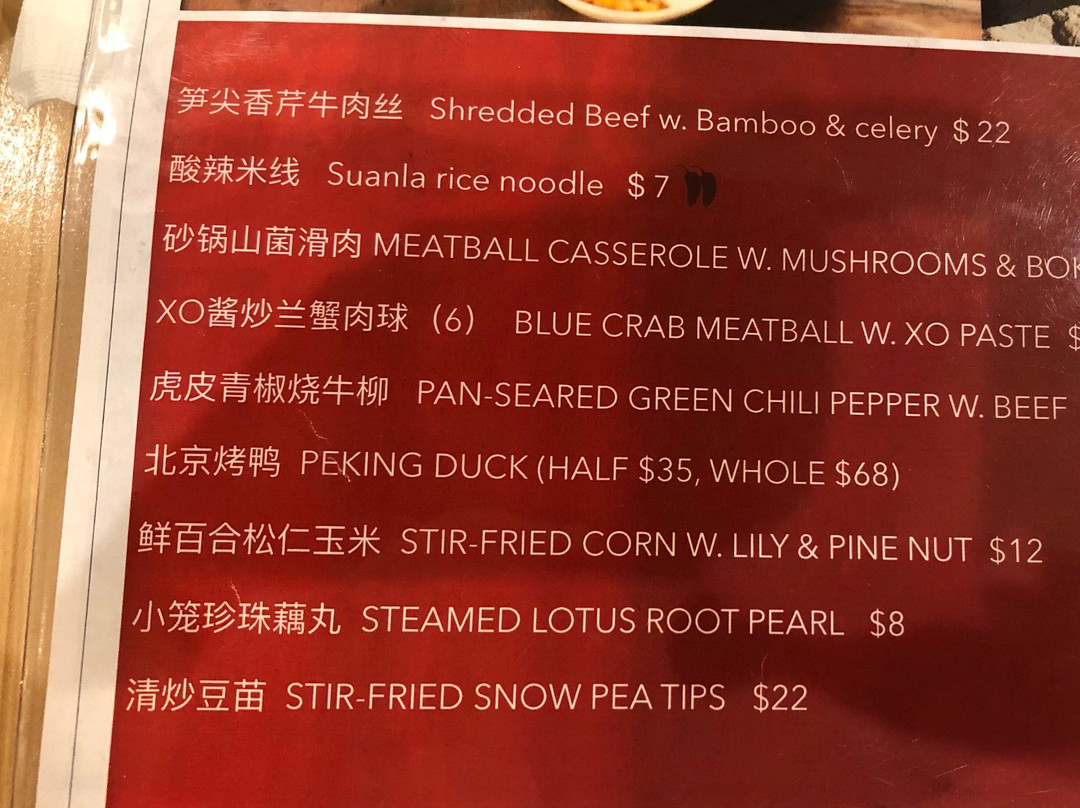 笋尖香芹牛肉丝 Shredded Beef w. Bamboo & celery $ 22
酸辣米线 Suanla rice noodle $ 7
砂锅山菌滑肉 MEATBALL CASSEROLE W. MUSHROOMS & BOK
XO酱炒兰蟹肉球 (6) BLUE CRAB MEATBALL W. XO PASTE $
虎皮青椒烧牛柳 PAN-SEARED GREEN CHILI PEPPER W. BEEF
北京烤鸭 PEKING DUCK (HALF $35, WHOLE $68)
鲜百合松仁玉米 STIR-FRIED CORN W. LILY & PINE NUT $12
小笼珍珠藕丸 STEAMED LOTUS ROOT PEARL $8
清炒豆苗 STIR-FRIED SNOW PEA TIPS $22